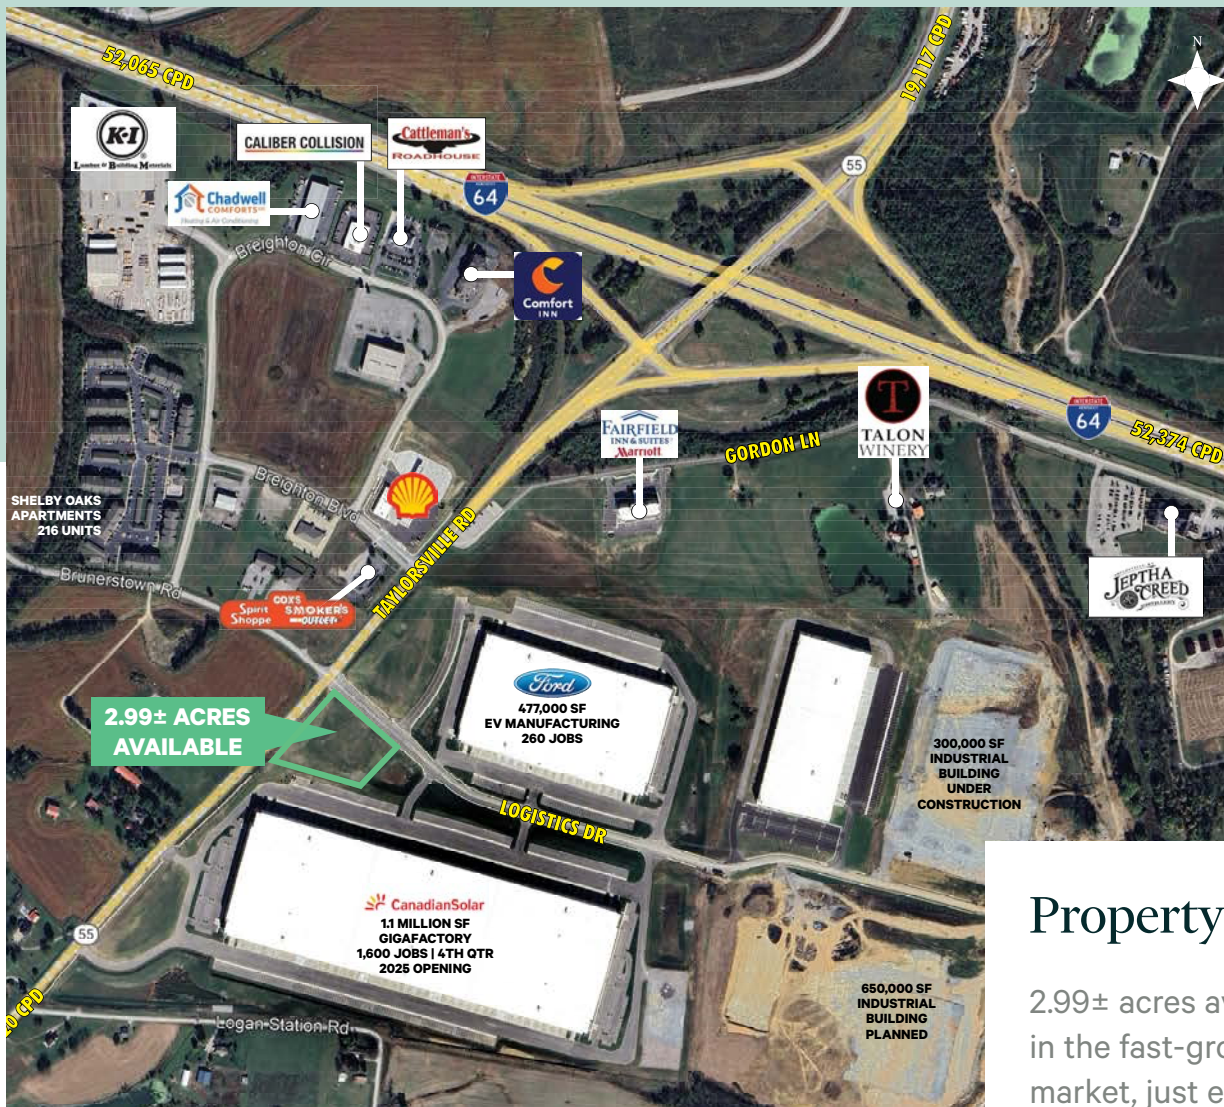 52,065 CPD
19,117 CPD
N
K-I
®
Lumber & Building Materials
CALIBER COLLISION
Cattleman's
ROADHOUSE
INTERSTATE
64
55
Chadwell
COMFORTS
Heating & Air Conditioning
Breighton Cir
Comfort
INN
FAIRFIELD
INN & SUITES
Marriott
T
TALON
WINERY
GORDON LN
INTERSTATE
64
52,374 CPD
SHELBY OAKS
APARTMENTS
216 UNITS
Breighton Blvd
TAYLORSVILLE RD
Brunerstown Rd
COX'S
Spirit
Shoppe
SMOKER'S
OUTLET
JEPTHA
CREED
DISTILLERY
2.99± ACRES
AVAILABLE
Ford
477,000 SF
EV MANUFACTURING
260 JOBS
300,000 SF
INDUSTRIAL
BUILDING
UNDER
CONSTRUCTION
LOGISTICS DR
CanadianSolar
1.1 MILLION SF
GIGAFACTORY
1,600 JOBS | 4TH QTR
2025 OPENING
55
20 CPD
Logan Station Rd
650,000 SF
INDUSTRIAL
BUILDING
PLANNED
Property
2.99± acres av
in the fast-gro
market, just e